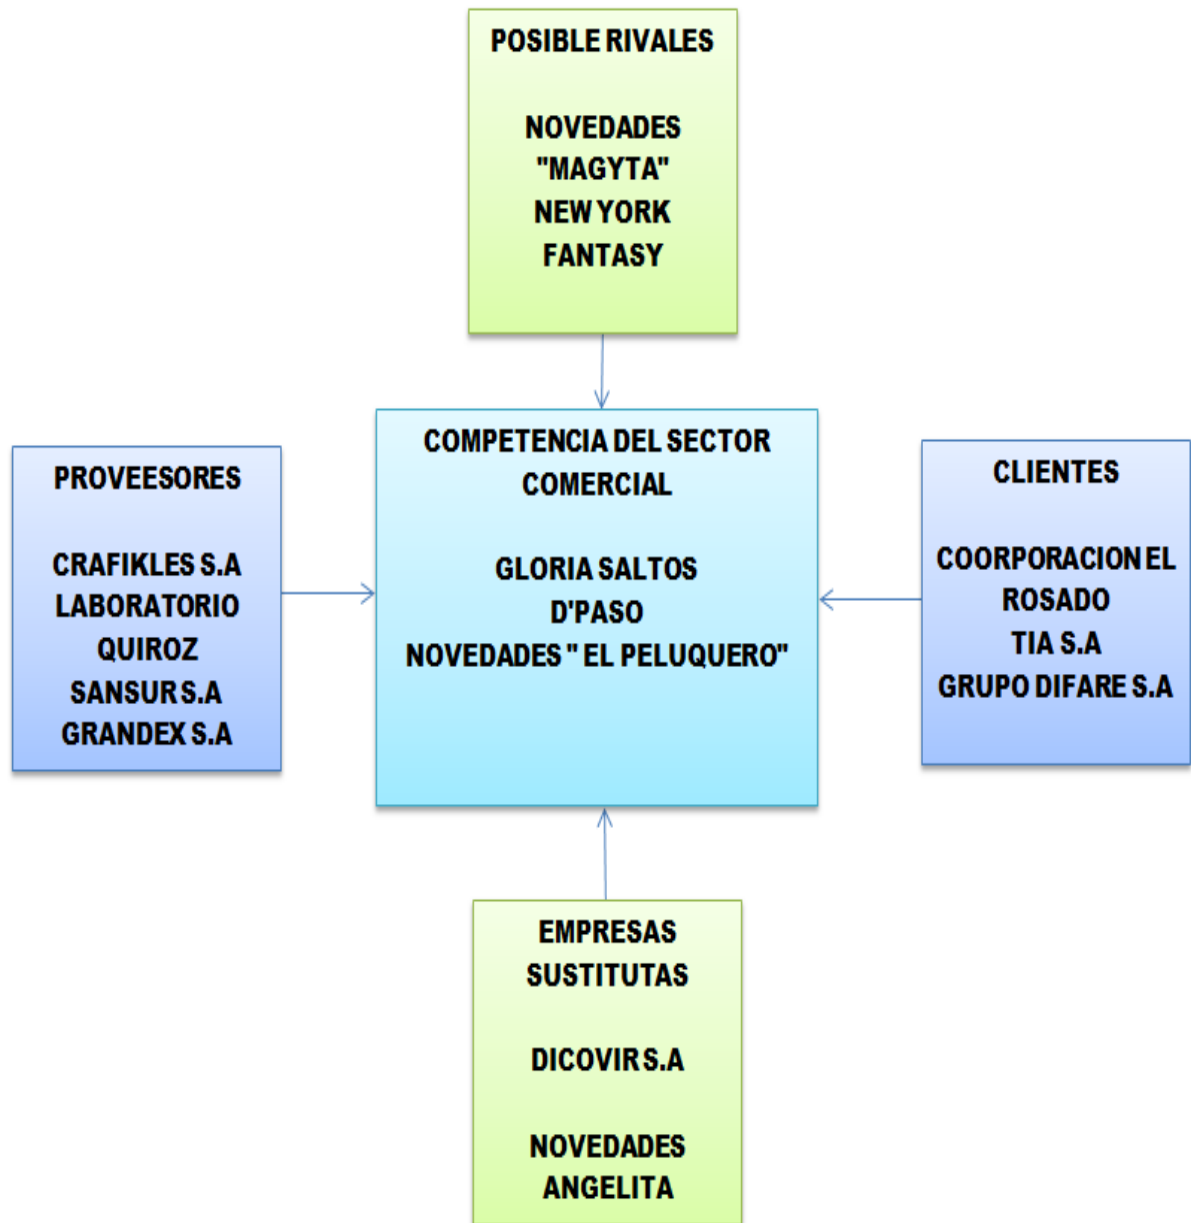 POSIBLE RIVALES
NOVEDADES
"MAGYTA"
NEW YORK
FANTASY
PROVEESORES
CRAFIKLES S.A
LABORATORIO
QUIROZ
SANSUR S.A
GRANDEX S.A
COMPETENCIA DEL SECTOR
COMERCIAL
GLORIA SALTOS
D'PASO
NOVEDADES " EL PELUQUERO"
CLIENTES
COORPORACION EL
ROSADO
TIA S.A
GRUPO DIFARE S.A
EMPRESAS
SUSTITUTAS
DICOVIR S.A
NOVEDADES
ANGELITA